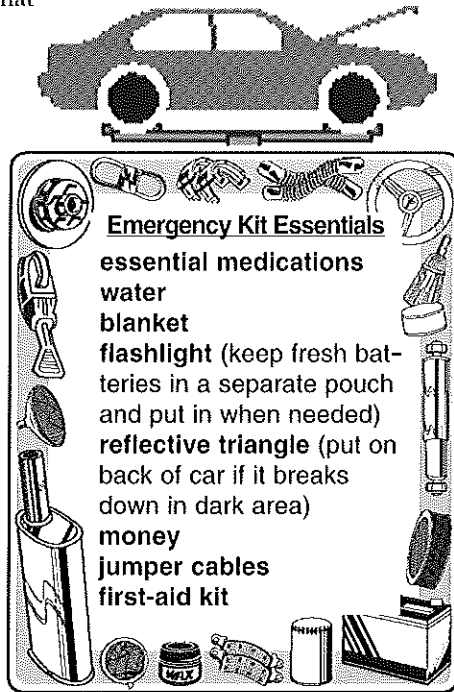 Emergency Kit Essentials
essential medications
water
blanket
flashlight (keep fresh bat-
teries in a separate pouch
and put in when needed)
reflective triangle (put on
back of car if it breaks
down in dark area)
money
jumper cables
first-aid kit